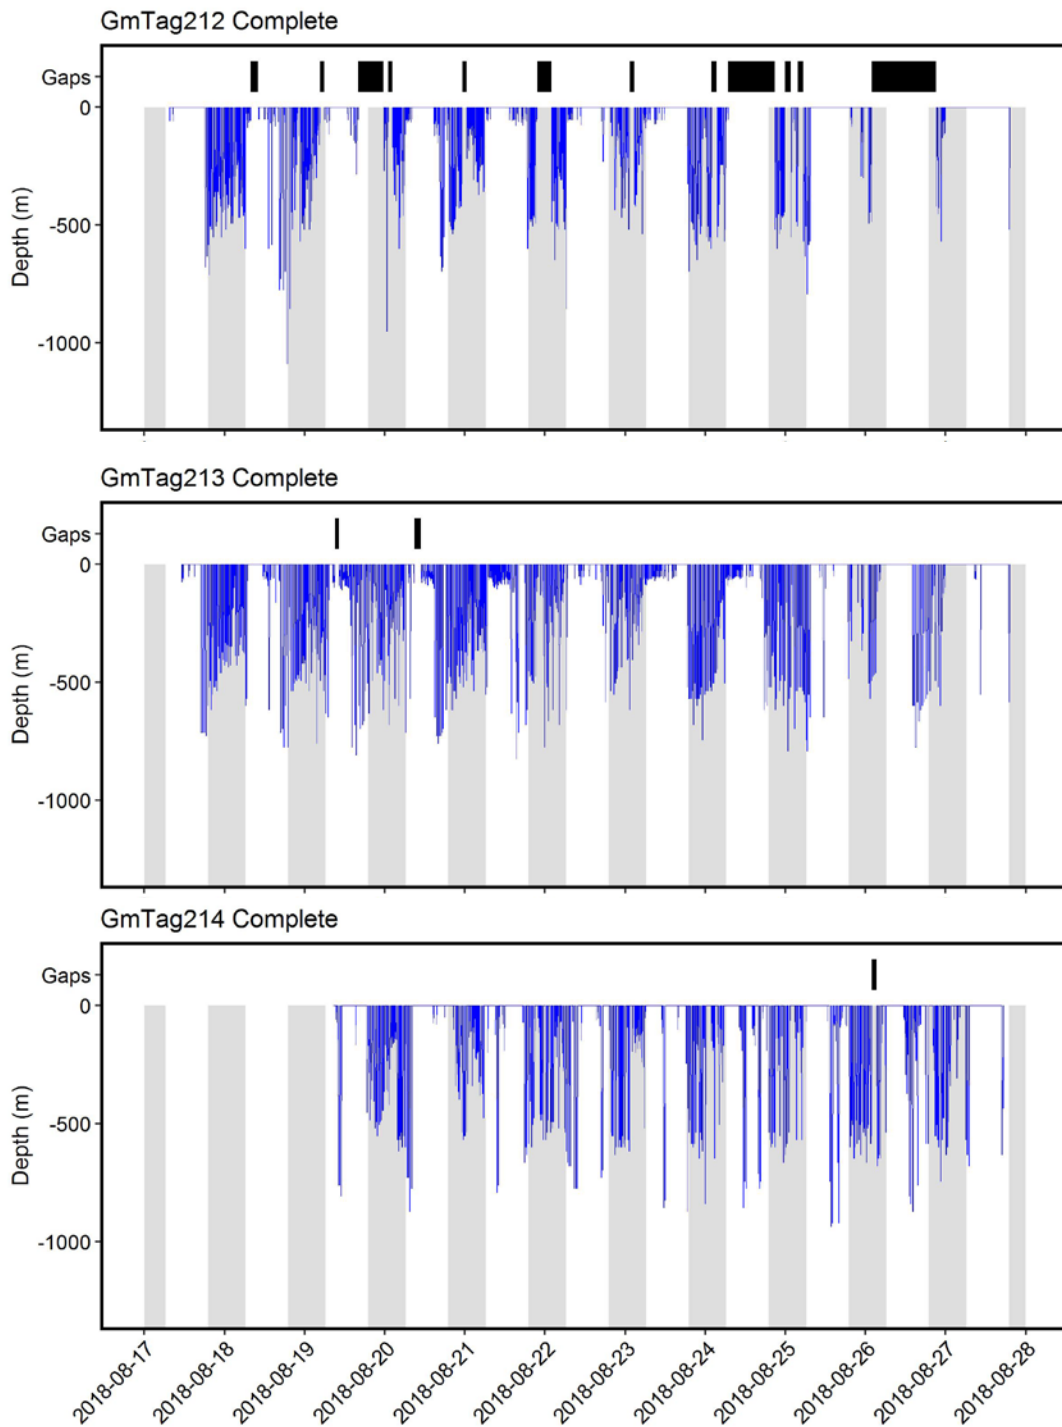 GmTag212 Complete
Gaps
0
-500
-1000
Depth (m)
GmTag213 Complete
Gaps
0
-500
-1000
Depth (m)
GmTag214 Complete
Gaps
0
-500
-1000
Depth (m)
2018-08-17
2018-08-18
2018-08-19
2018-08-20
2018-08-21
2018-08-22
2018-08-23
2018-08-24
2018-08-25
2018-08-26
2018-08-27
2018-08-28